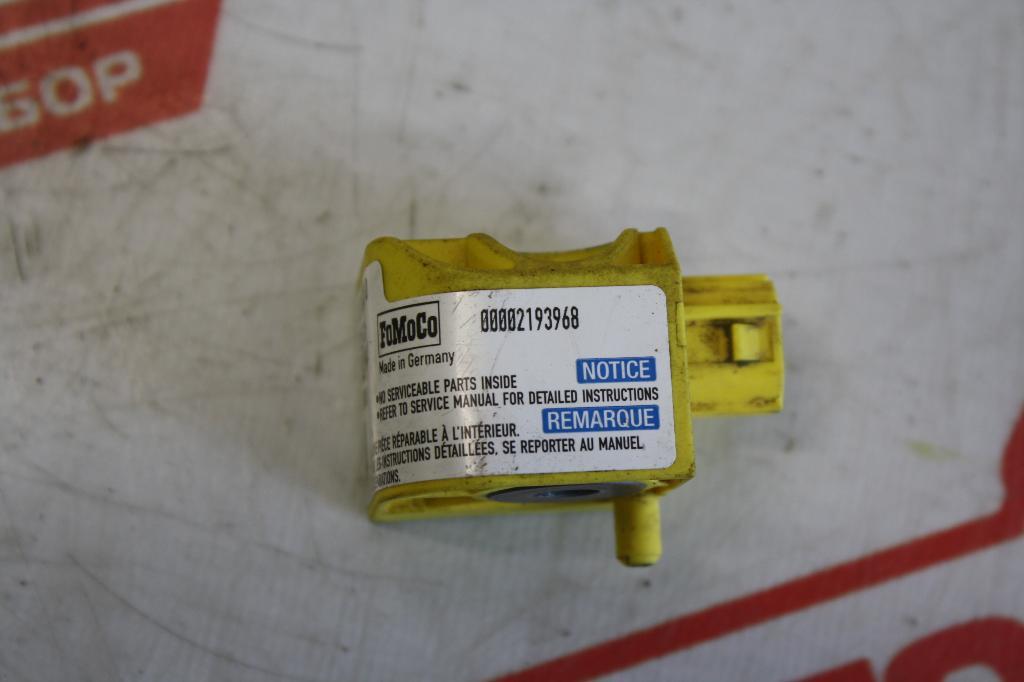 БОР
FoMoCo
00002193968
Made in Germany
NOTICE
•NO SERVICEABLE PARTS INSIDE
•REFER TO SERVICE MANUAL FOR DETAILED INSTRUCTIONS
REMARQUE
PIÈCE RÉPARABLE À L'INTÉRIEUR.
INSTRUCTIONS DÉTAILLÉES, SE REPORTER AU MANUEL